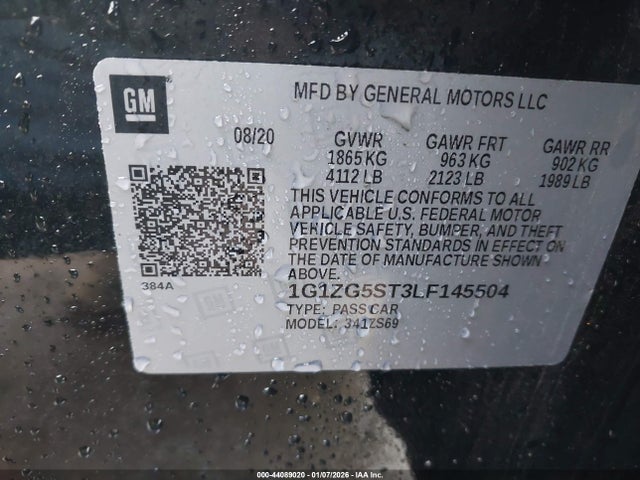 GM
MFD BY GENERAL MOTORS LLC
08/20
GVWR GAWR FRT GAWR RR
1865 KG 963 KG 902 KG
4112 LB 2123 LB 1989 LB
THIS VEHICLE CONFORMS TO ALL
APPLICABLE U.S. FEDERAL MOTOR
VEHICLE SAFETY, BUMPER, AND THEFT
PREVENTION STANDARDS IN EFFECT ON
THE DATE OF MANUFACTURE SHOWN
ABOVE.
384A
1G1ZG5ST3LF145504
TYPE: PASS CAR
MODEL: 341ZS69
000-44089020 - 01/07/2026 - IAA Inc.